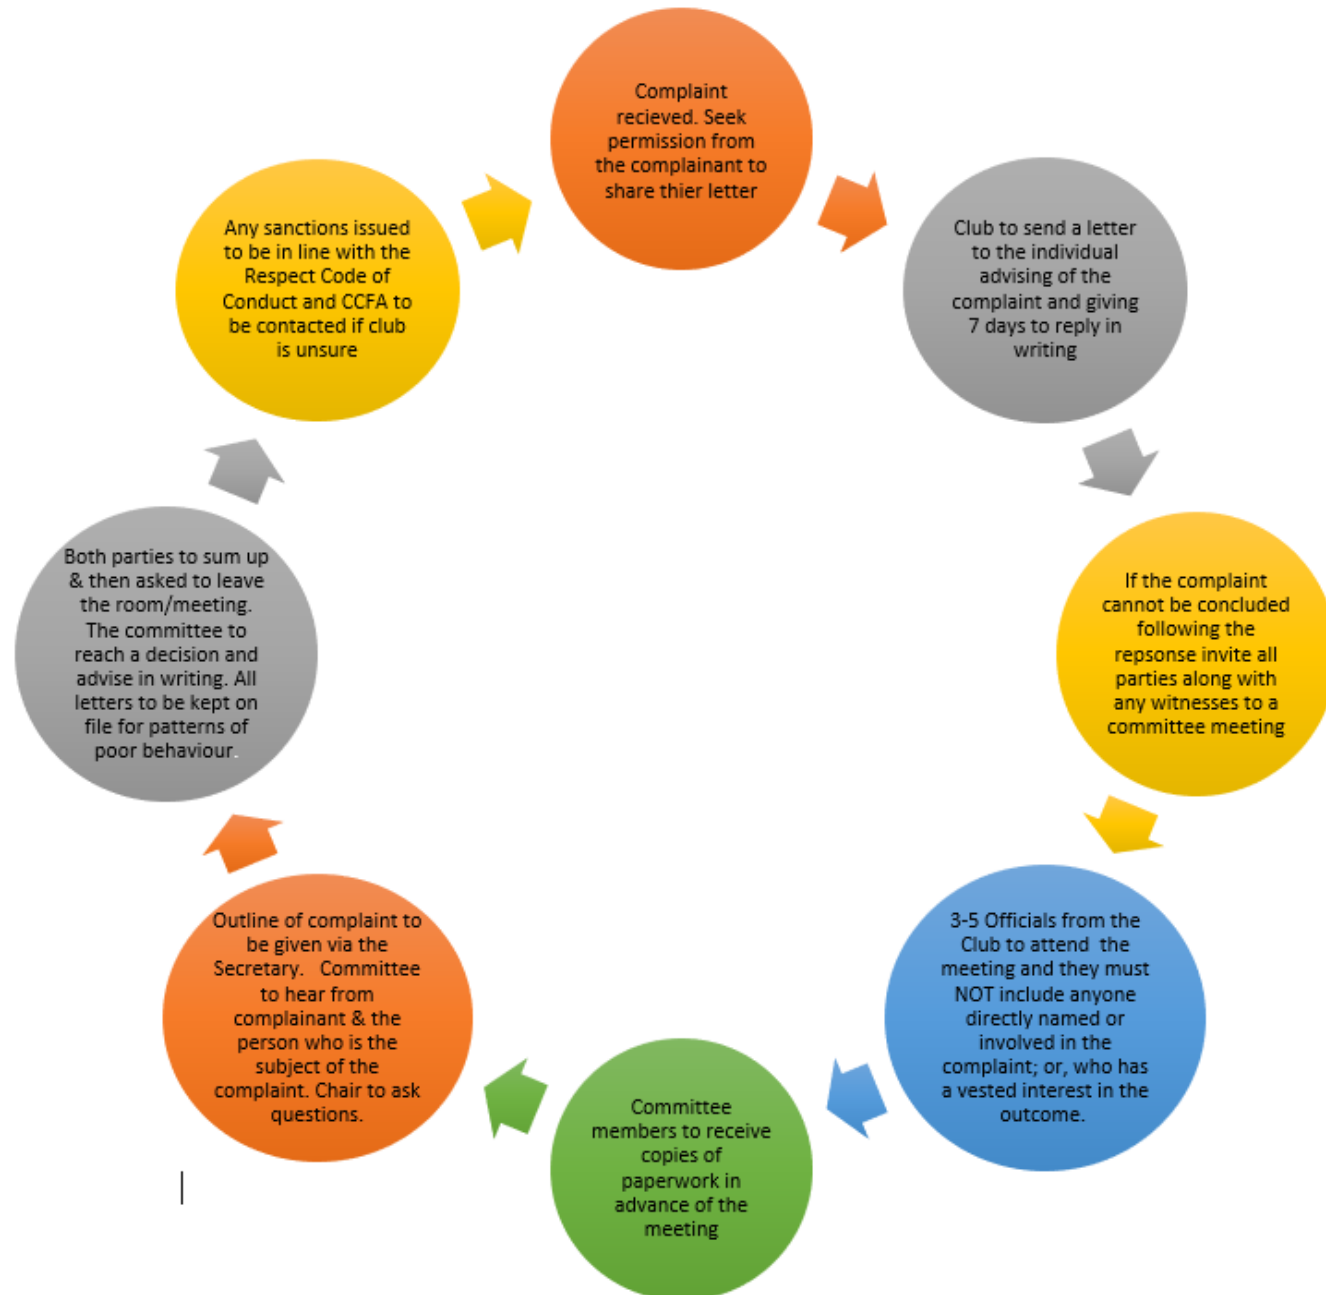 Complaint
recieved. Seek
permission from
the complainant to
share thier letter
Club to send a letter
to the individual
advising of the
complaint and giving
7 days to reply in
writing
If the complaint
cannot be concluded
following the
repsonse invite all
parties along with
any witnesses to a
committee meeting
3-5 Officials from the
Club to attend  the
meeting and they must
NOT include anyone
directly named or
involved in the
complaint; or, who has
a vested interest in the
outcome.
Committee
members to receive
copies of
paperwork in
advance of the
meeting
Outline of complaint to
be given via the
Secretary.   Committee
to hear from
complainant & the
person who is the
subject of the
complaint. Chair to ask
questions.
Both parties to sum up
& then asked to leave
the room/meeting.
The committee to
reach a decision and
advise in writing. All
letters to be kept on
file for patterns of
poor behaviour.
Any sanctions issued
to be in line with the
Respect Code of
Conduct and CCFA to
be contacted if club
is unsure